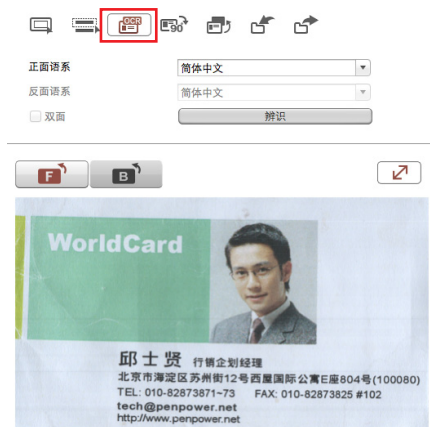 OCR
90
正面语系 简体中文
反面语系 简体中文
双面 辨识
F B
WorldCard
邱士贤 行销企划经理
北京市海淀区苏州街12号西屋国际公寓E座804号(100080)
TEL: 010-82873871~73 FAX: 010-82873825 #102
tech@penpower.net
http://www.penpower.net